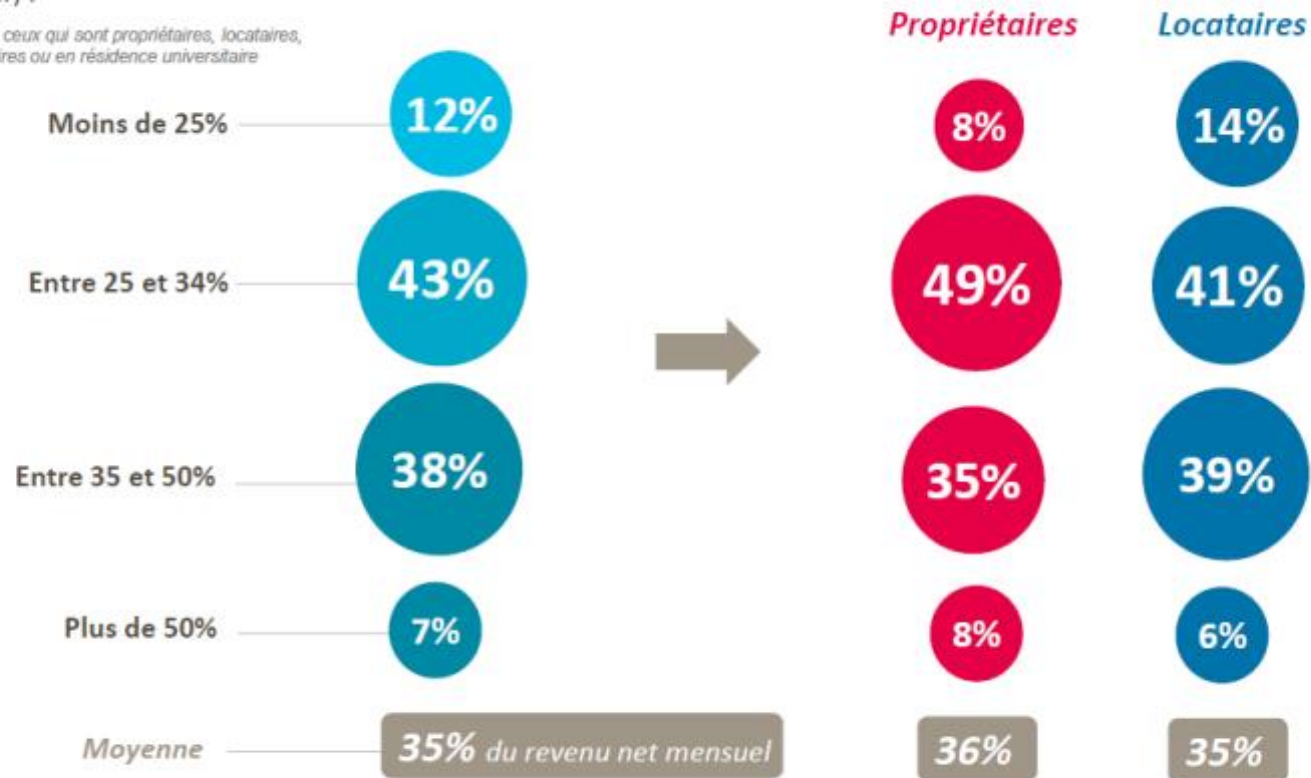 ceux qui sont propriétaires, locataires,
ou en résidence universitaire
Propriétaires Locataires
Moins de 25% 12% 8% 14%
Entre 25 et 34% 43% 49% 41%
Entre 35 et 50% 38% 35% 39%
Plus de 50% 7% 8% 6%
Moyenne 35% du revenu net mensuel 36% 35%